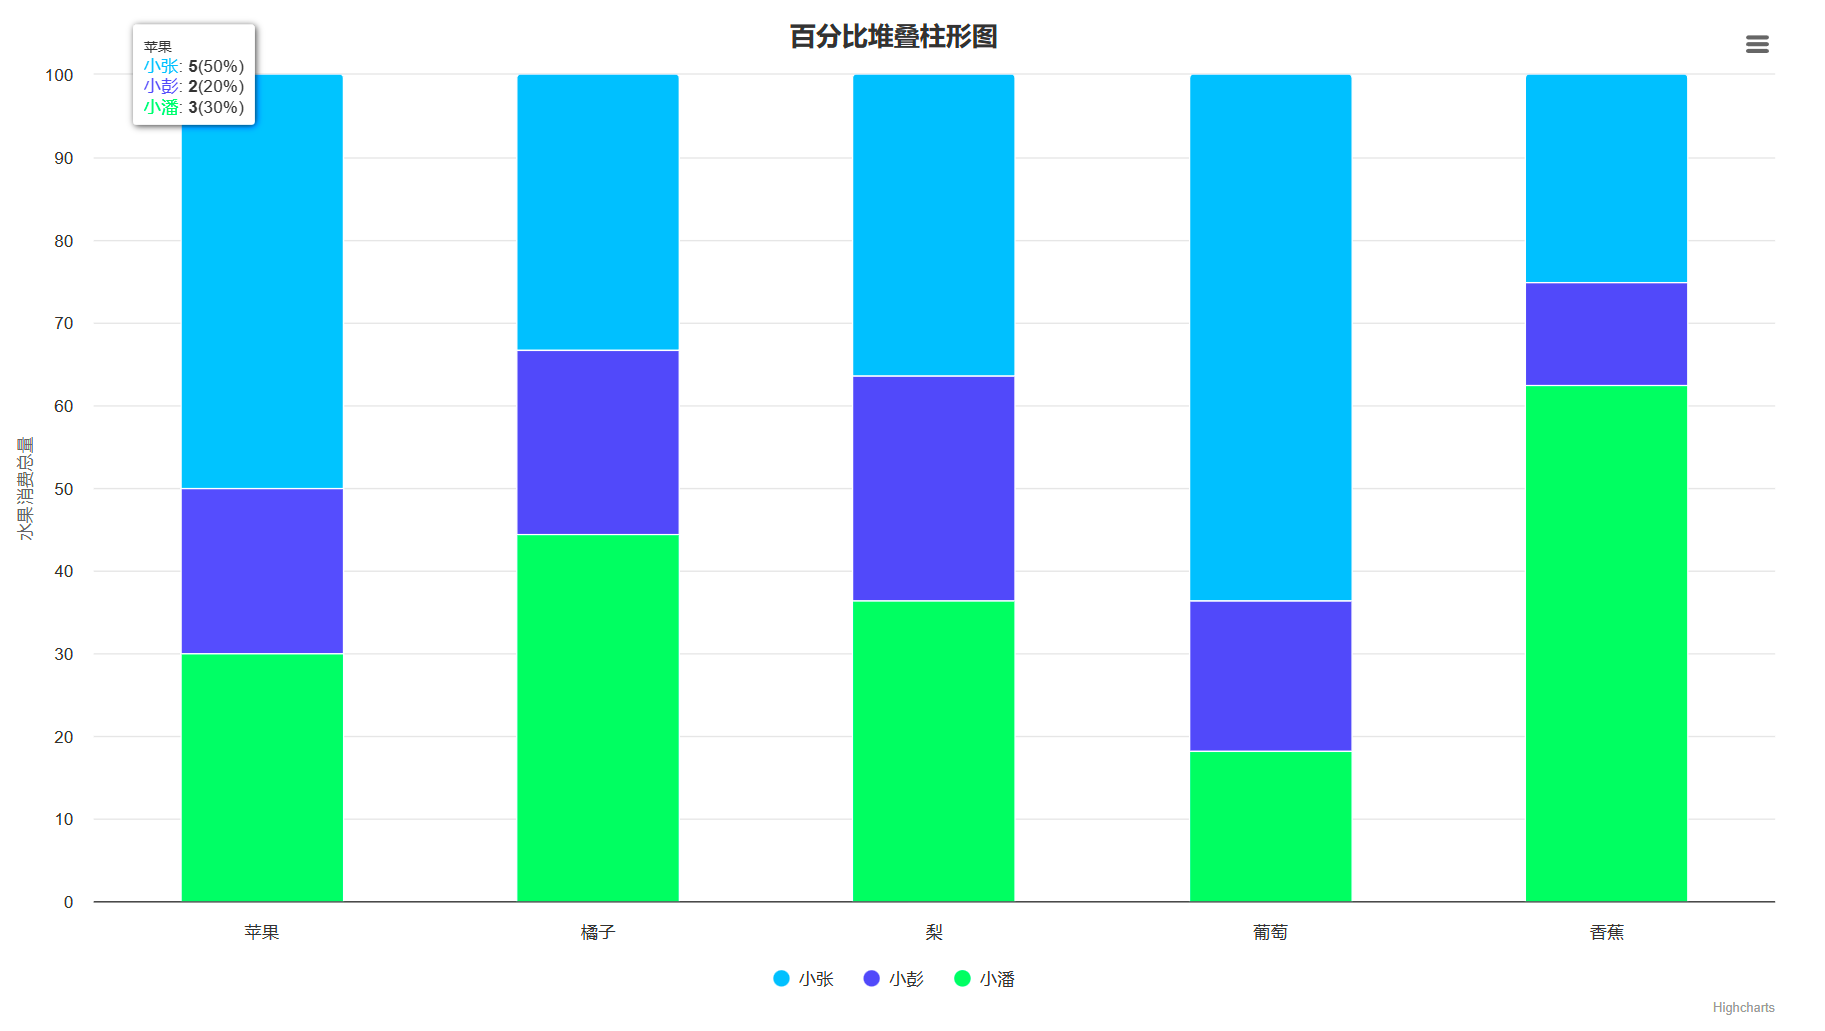 百分比堆叠柱形图
苹果
小张: 5(50%)
小彭: 2(20%)
小潘: 3(30%)
水果消费总量
100
90
80
70
60
50
40
30
20
10
0
苹果
橘子
梨
葡萄
香蕉
小张
小彭
小潘
Highcharts